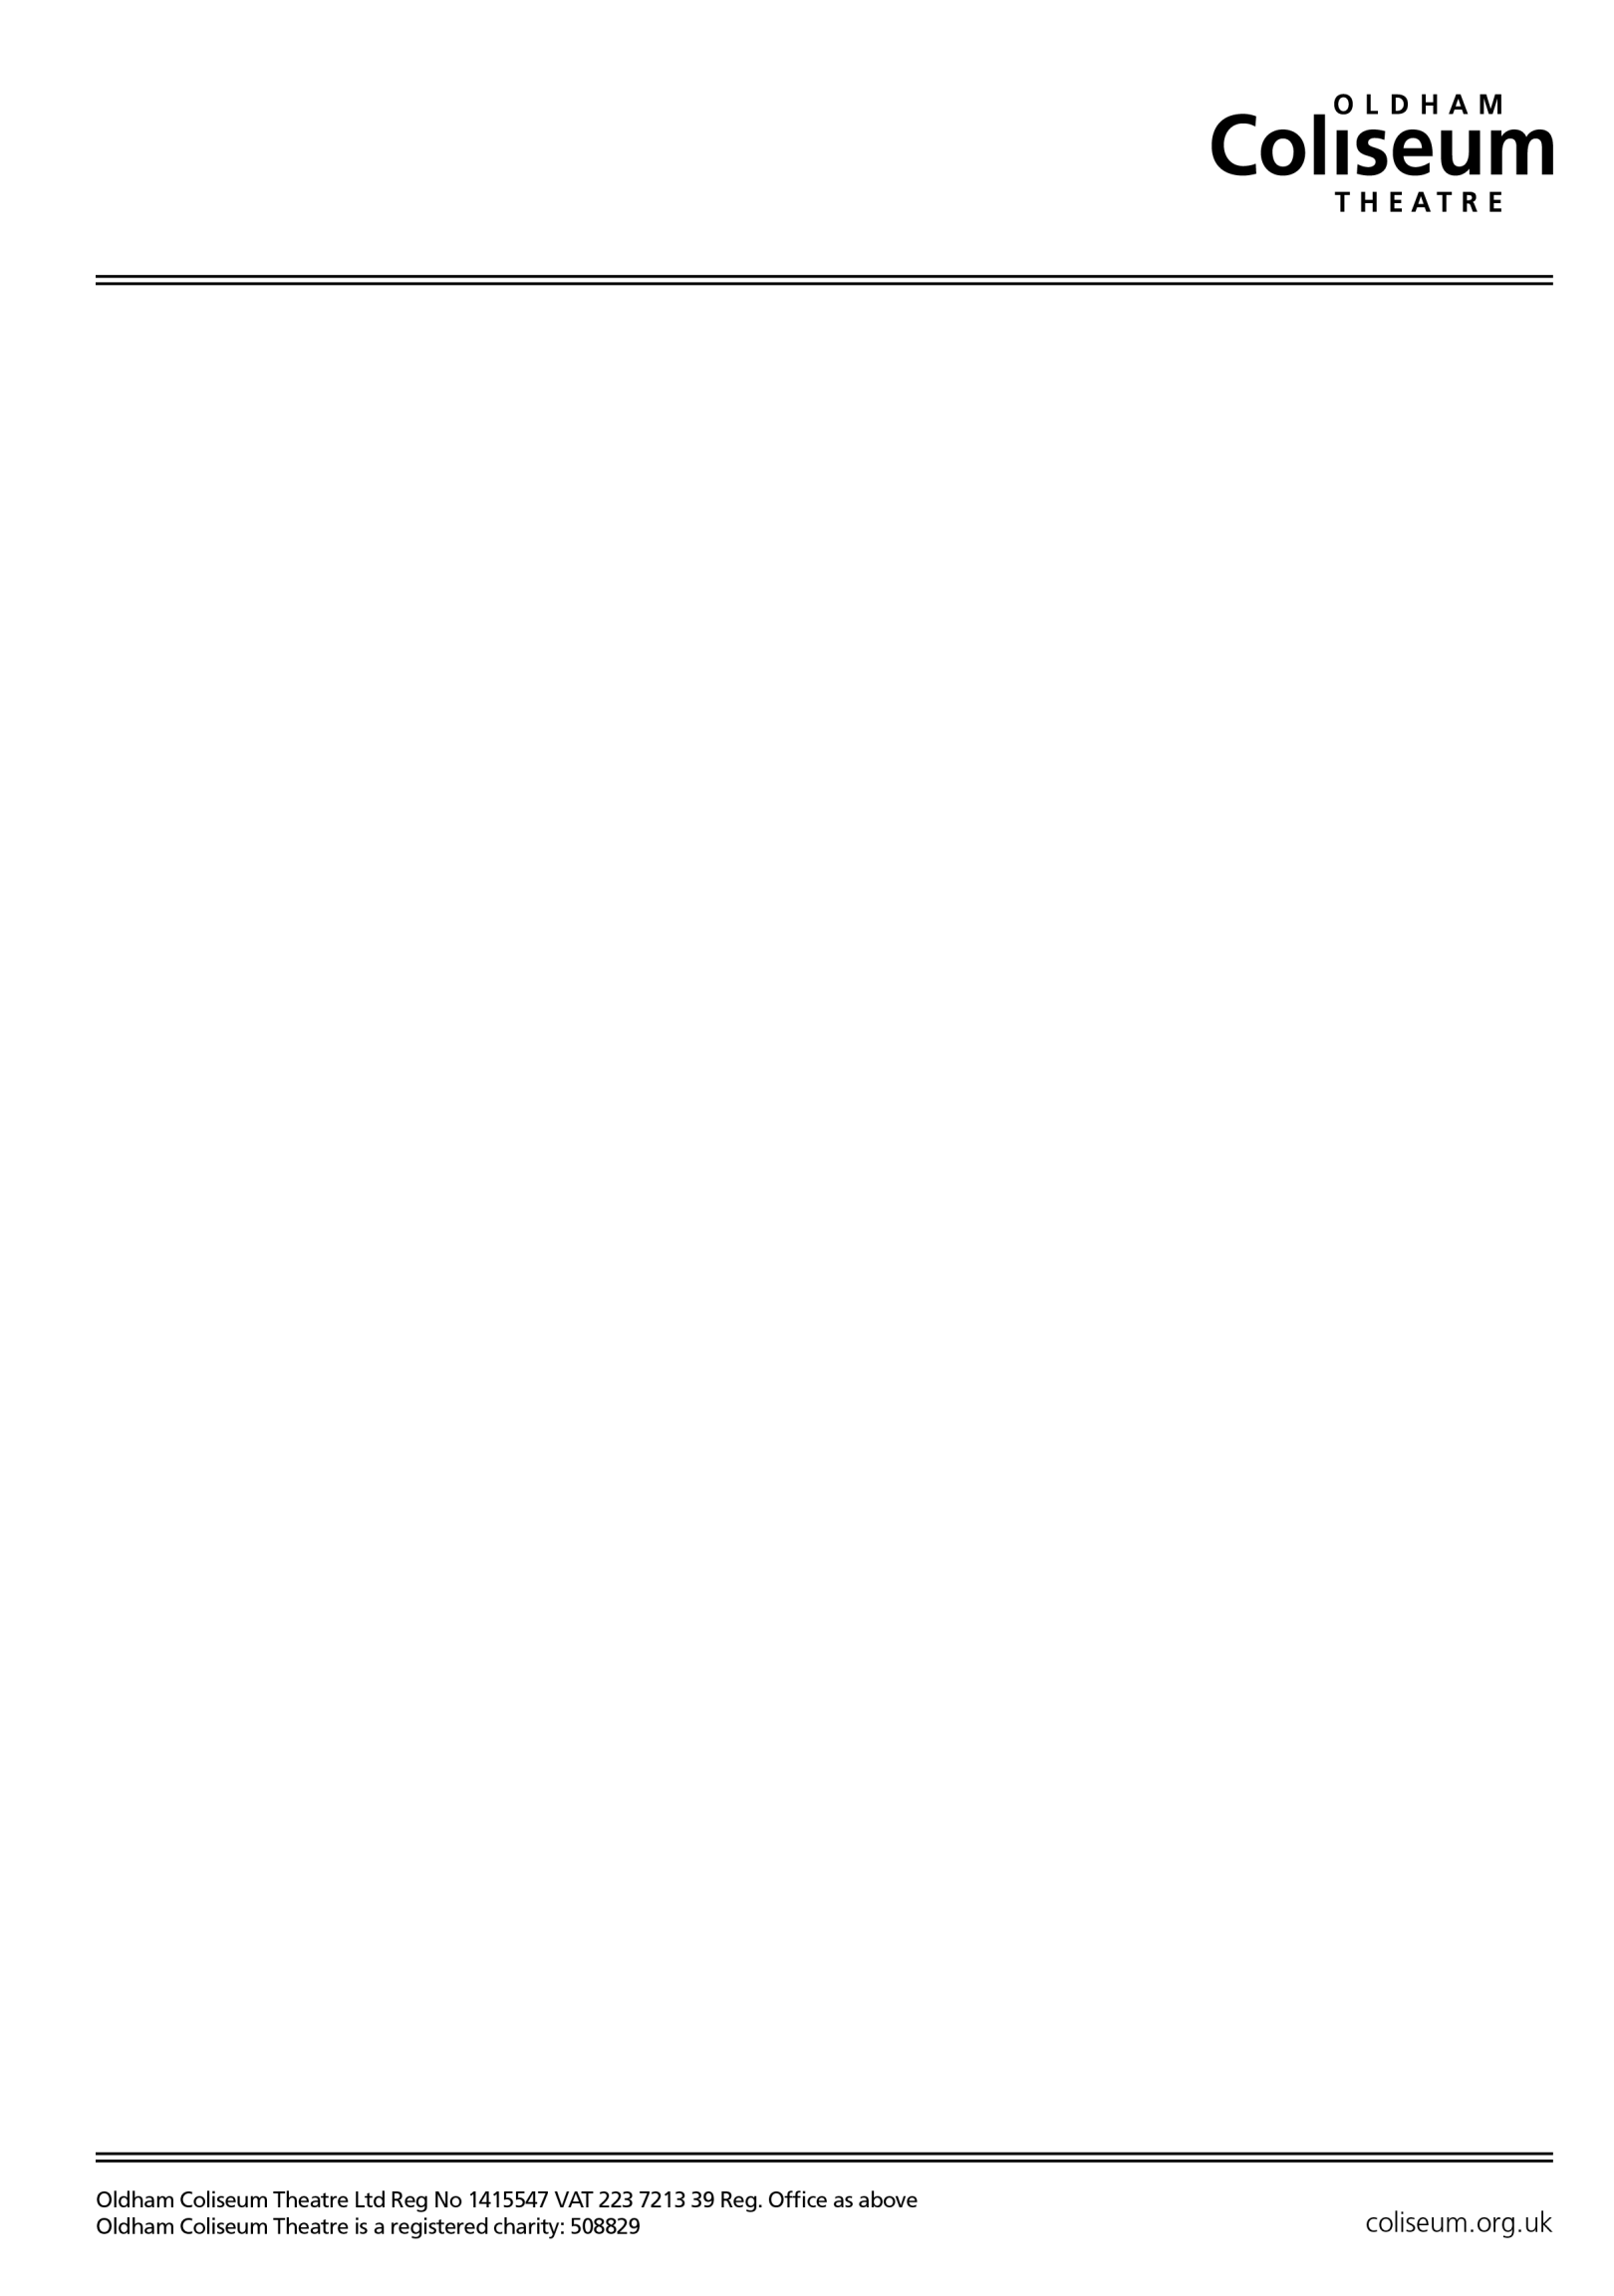 OLDHAM
Coliseum
THEATRE
Oldham Coliseum Theatre Ltd Reg No 1415547 VAT 223 7213 39 Reg. Office as above
Oldham Coliseum Theatre is a registered charity: 508829
coliseum.org.uk